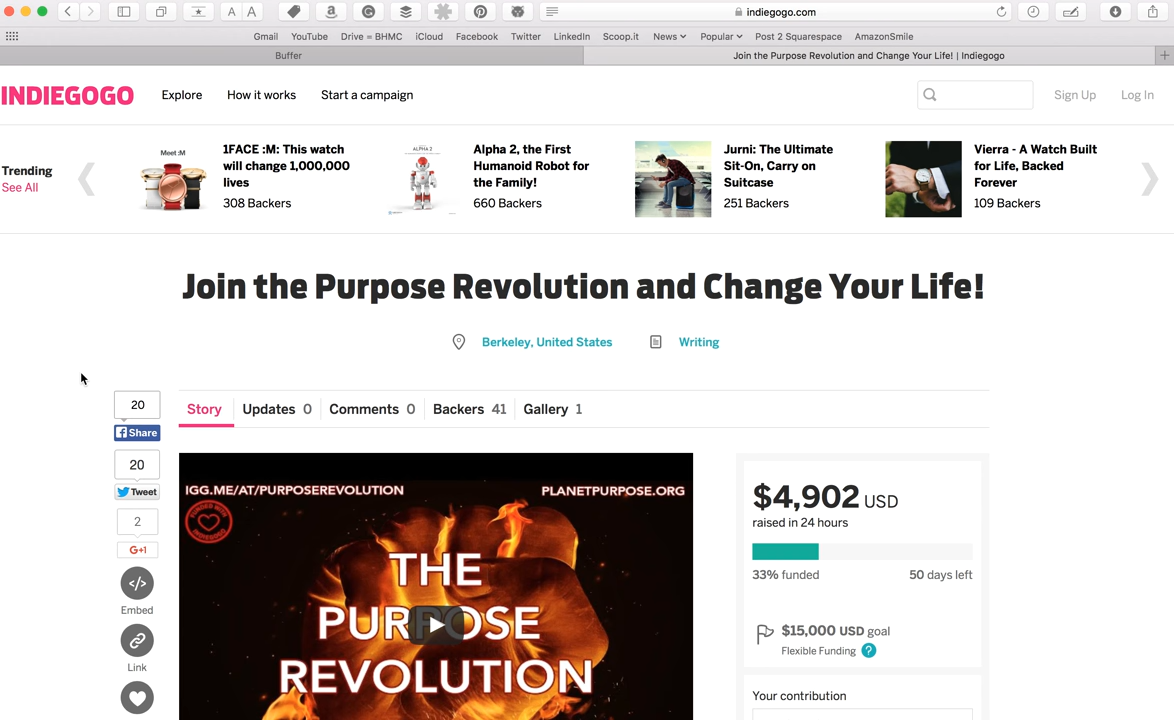 indiegogo.com
A A
Gmail YouTube Drive = BHMC iCloud Facebook Twitter LinkedIn Scoop.it News Popular Post 2 Squarespace AmazonSmile
Buffer
Join the Purpose Revolution and Change Your Life! | Indiegogo
INDIEGOGO
Explore How it works Start a campaign
Sign Up Log In
Trending
See All
Meet :M
1FACE :M: This watch
will change 1,000,000
lives
308 Backers
ALPHA 2
Alpha 2, the First
Humanoid Robot for
the Family!
660 Backers
Jurni: The Ultimate
Sit-On, Carry on
Suitcase
251 Backers
Vierra - A Watch Built
for Life, Backed
Forever
109 Backers
Join the Purpose Revolution and Change Your Life!
Berkeley, United States Writing
20
Share
20
Tweet
2
G+1
Embed
Link
Story Updates 0 Comments 0 Backers 41 Gallery 1
IGG.ME/AT/PURPOSEREVOLUTION PLANETPURPOSE.ORG
THE
PURPOSE
REVOLUTION
$4,902 USD
raised in 24 hours
33% funded 50 days left
$15,000 USD goal
Flexible Funding ?
Your contribution